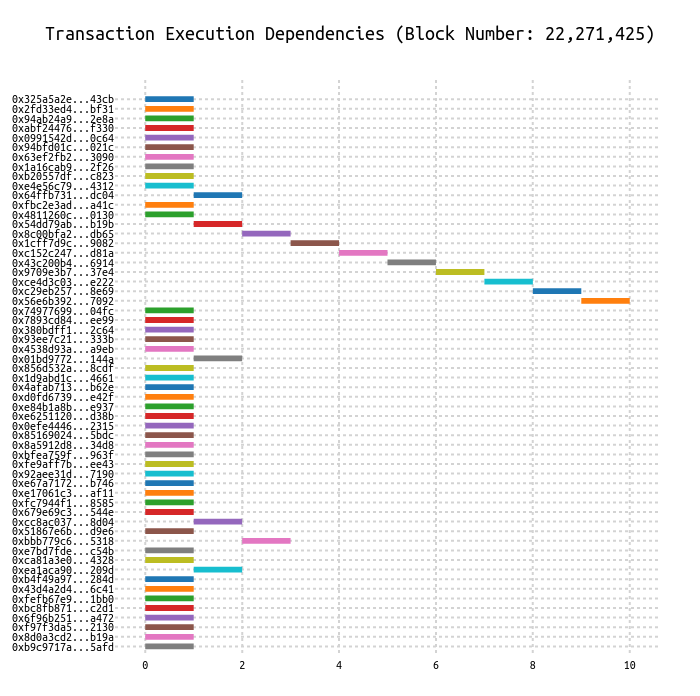 Transaction Execution Dependencies (Block Number: 22,271,425)
0x325a5a2e...43cb
0x2fd33ed4...bf31
0x94ab24a9...2e8a
0xabf24476...f330
0x0991542d...0c64
0x94bfd01c...021c
0x63ef2fb2...3090
0x1a16cab9...2f26
0xb20557df...c823
0xe4e56c79...4312
0x64ffb731...dc04
0xfbc2e3ad...a41c
0x4811260c...0130
0x54dd79ab...b19b
0x8c00bfa2...db65
0x1cff7d9c...9082
0xc152c247...d81a
0x43c200b4...6914
0x9709e3b7...37e4
0xce4d3c03...e222
0xc29eb257...8e69
0x56e6b392...7092
0x74977699...04fc
0x7893cd84...ee99
0x380bdff1...2c64
0x93ee7c21...333b
0x4538d93a...a9eb
0x01bd9772...144a
0x856d532a...8cdf
0x1d9abd1c...4661
0x4afab713...b62e
0xd0fd6739...e42f
0xe84b1a8b...e937
0xe6251120...d38b
0x0efe4446...2315
0x85169024...5bdc
0x8a5912d8...34d8
0xbfea759f...963f
0xfe9aff7b...ee43
0x92aee31d...7190
0xe67a7172...b746
0xe17061c3...af11
0xfc7944f1...8585
0x679e69c3...544e
0xcc8ac037...8d04
0x51867e6b...d9e6
0xbbb779c6...5318
0xe7bd7fde...c54b
0xca81a3e0...4328
0xea1aca90...209d
0xb4f49a97...284d
0x43d4a2d4...6c41
0xfefb67e9...1bb0
0xbc8fb871...c2d1
0x6f96b251...a472
0xf97f3da5...2130
0x8d0a3cd2...b19a
0xb9c9717a...5afd
0 2 4 6 8 10